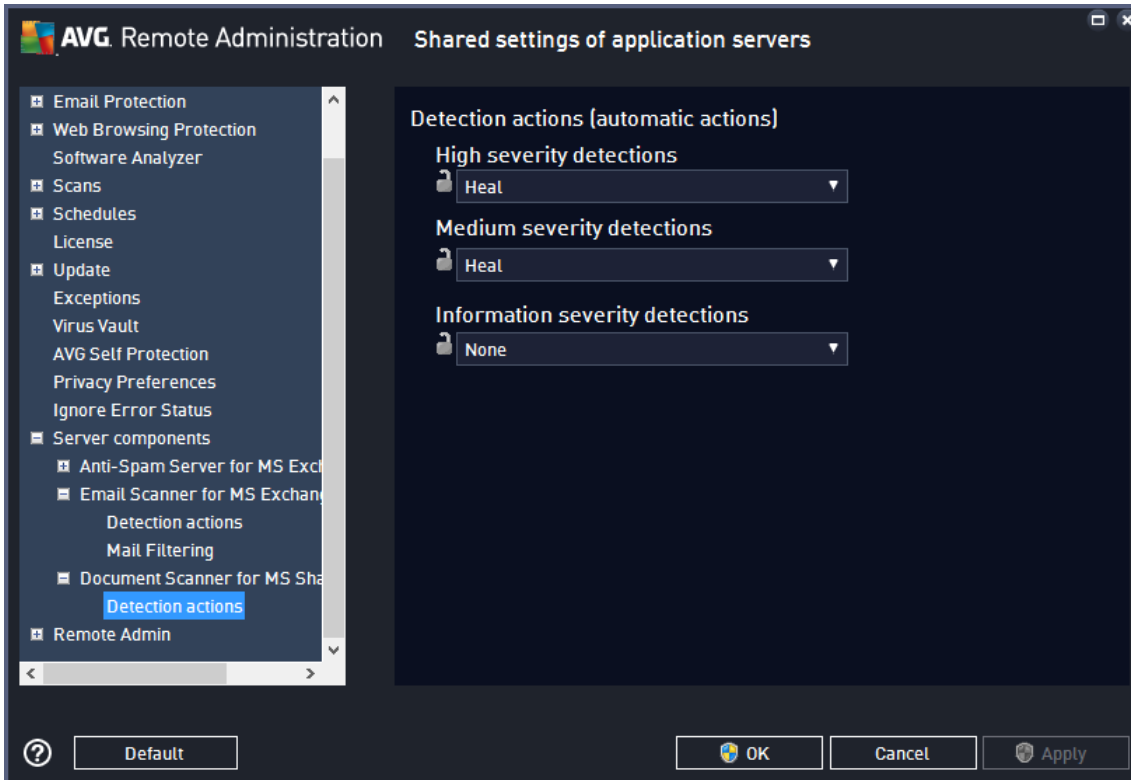 AVG. Remote Administration
Shared settings of application servers
Email Protection
Web Browsing Protection
Software Analyzer
Scans
Schedules
License
Update
Exceptions
Virus Vault
AVG Self Protection
Privacy Preferences
Ignore Error Status
Server components
Anti-Spam Server for MS Excl
Email Scanner for MS Exchan
Detection actions
Mail Filtering
Document Scanner for MS Sha
Detection actions
Remote Admin
Detection actions (automatic actions)
High severity detections
Heal
Medium severity detections
Heal
Information severity detections
None
?
Default
OK
Cancel
Apply